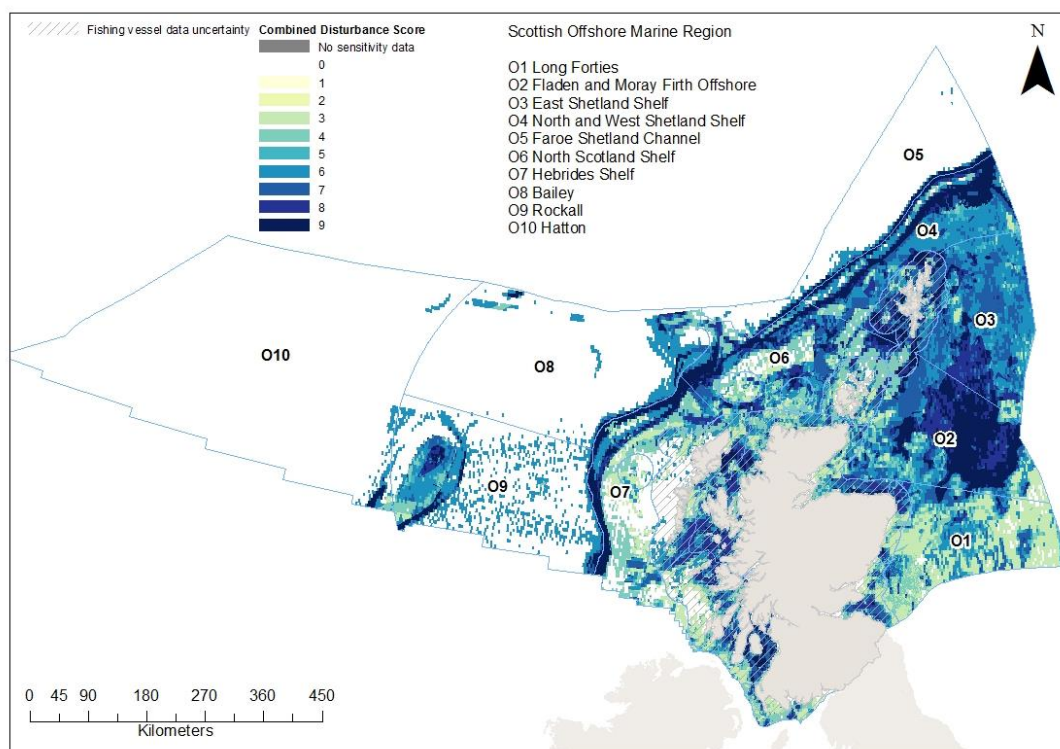 Fishing vessel data uncertainty
Combined Disturbance Score
No sensitivity data
0
1
2
3
4
5
6
7
8
9
Scottish Offshore Marine Region
O1 Long Forties
O2 Fladen and Moray Firth Offshore
O3 East Shetland Shelf
O4 North and West Shetland Shelf
O5 Faroe Shetland Channel
O6 North Scotland Shelf
O7 Hebrides Shelf
O8 Bailey
O9 Rockall
O10 Hatton
N
O5
O4
O3
O6
O10
O8
O2
O9
O7
O1
0 45 90 180 270 360 450
Kilometers